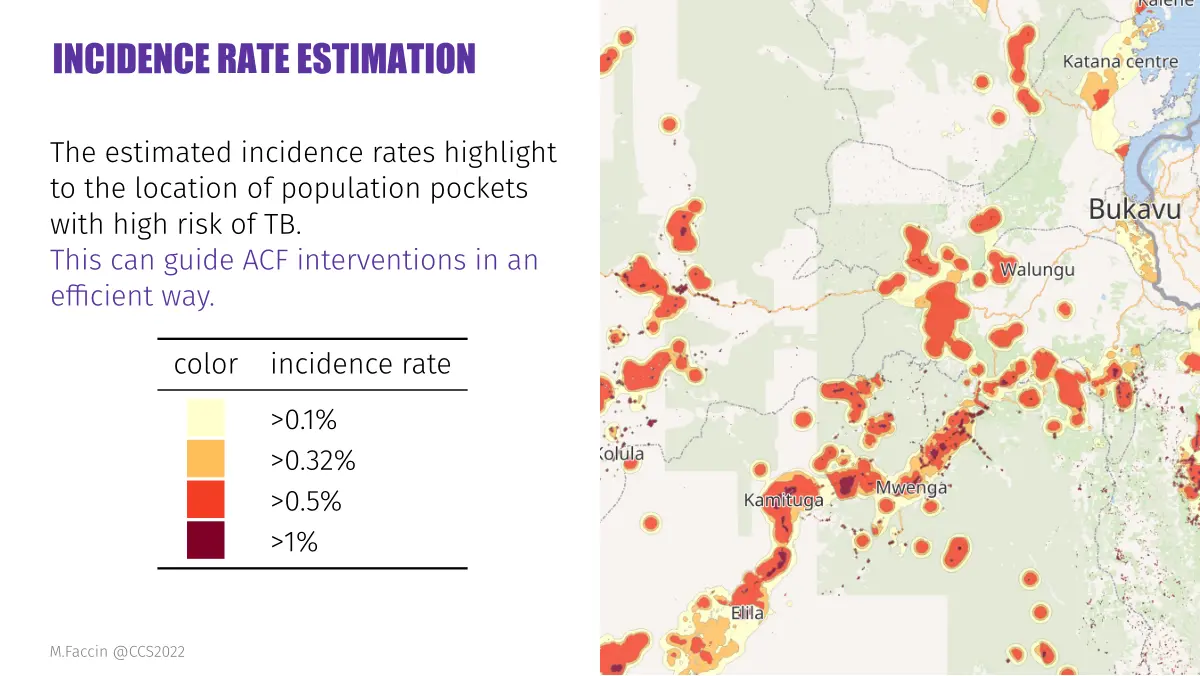 INCIDENCE RATE ESTIMATION
The estimated incidence rates highlight
to the location of population pockets
with high risk of TB.
This can guide ACF interventions in an
efficient way.
color incidence rate
>0.1%
>0.32%
>0.5%
>1%
M.Faccin @CCS2022
Katana centre
Bukavu
Walungu
Kamituga
Mwenga
Elila